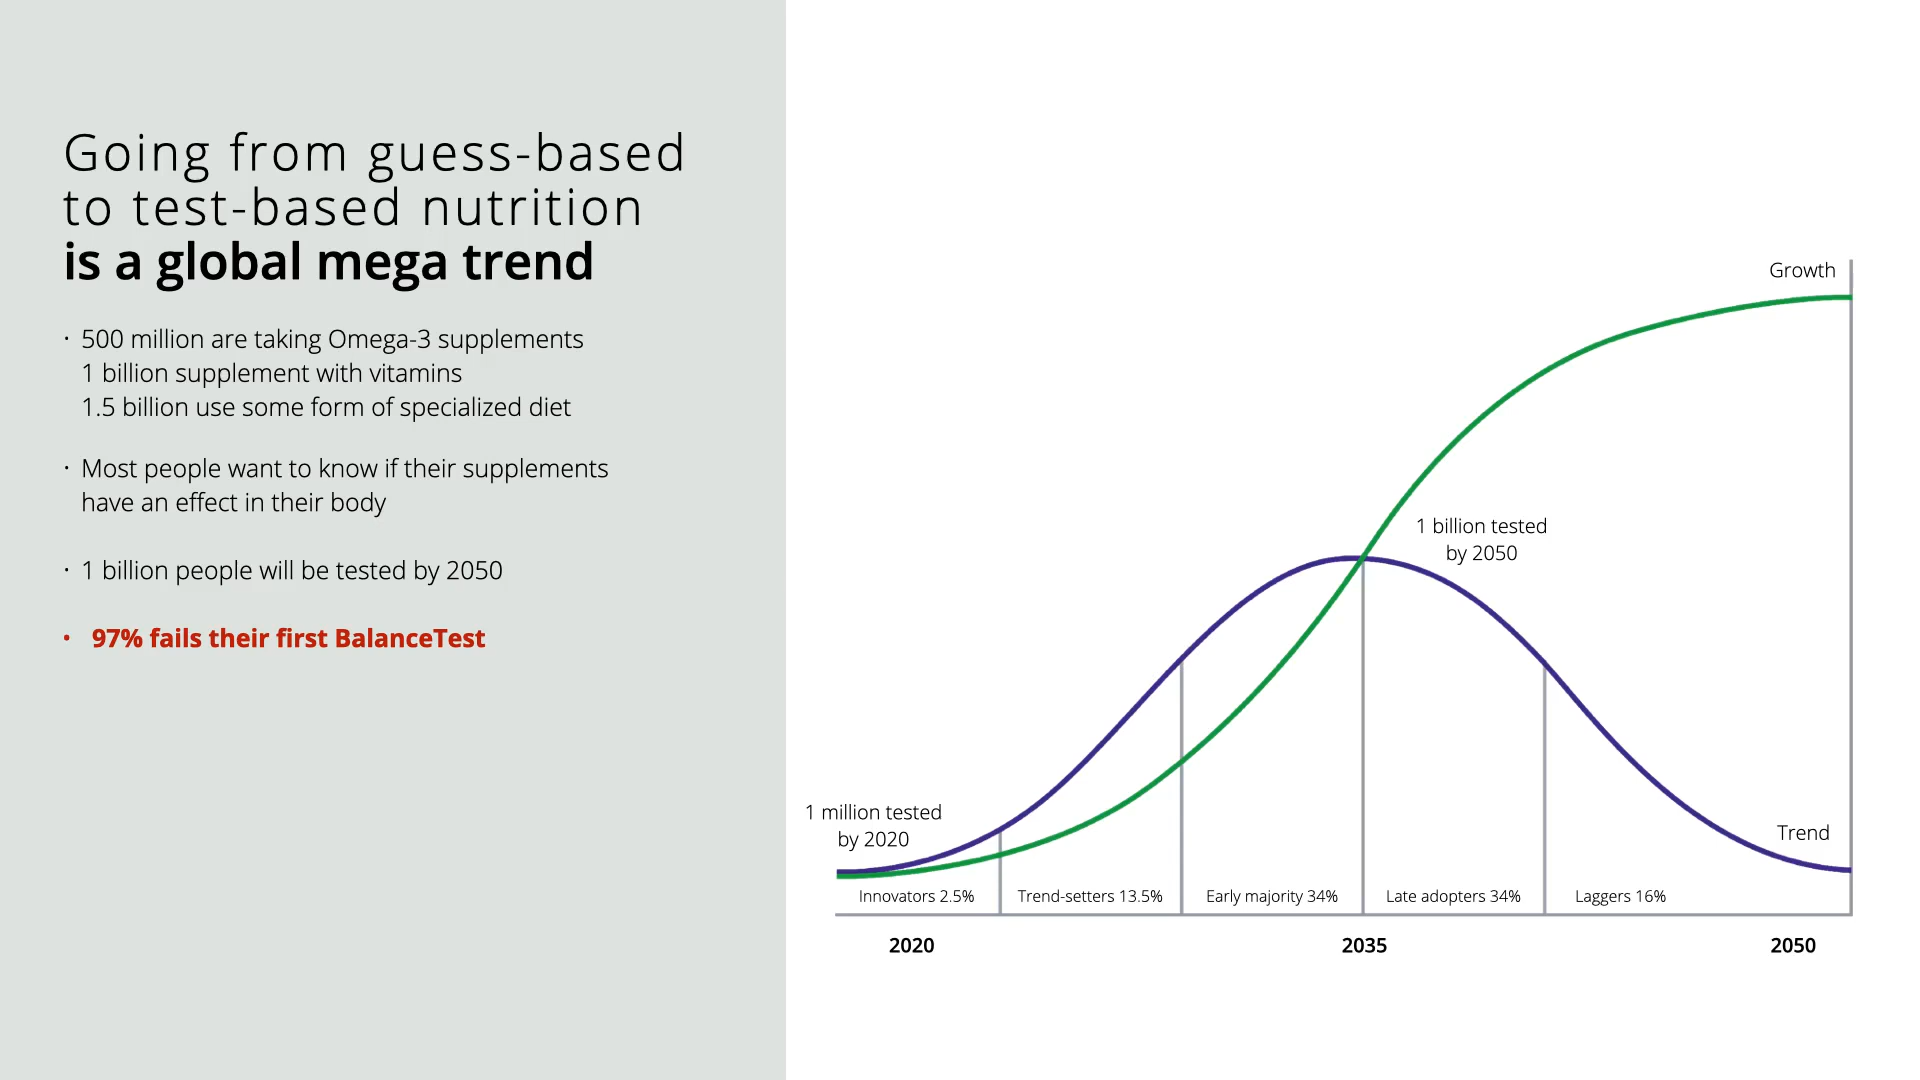 Going from guess-based
to test-based nutrition
is a global mega trend
· 500 million are taking Omega-3 supplements
1 billion supplement with vitamins
1.5 billion use some form of specialized diet
· Most people want to know if their supplements
have an effect in their body
· 1 billion people will be tested by 2050
• 97% fails their first BalanceTest
Growth
1 billion tested
by 2050
1 million tested
by 2020
Trend
Innovators 2.5%
Trend-setters 13.5%
Early majority 34%
Late adopters 34%
Laggers 16%
2020
2035
2050